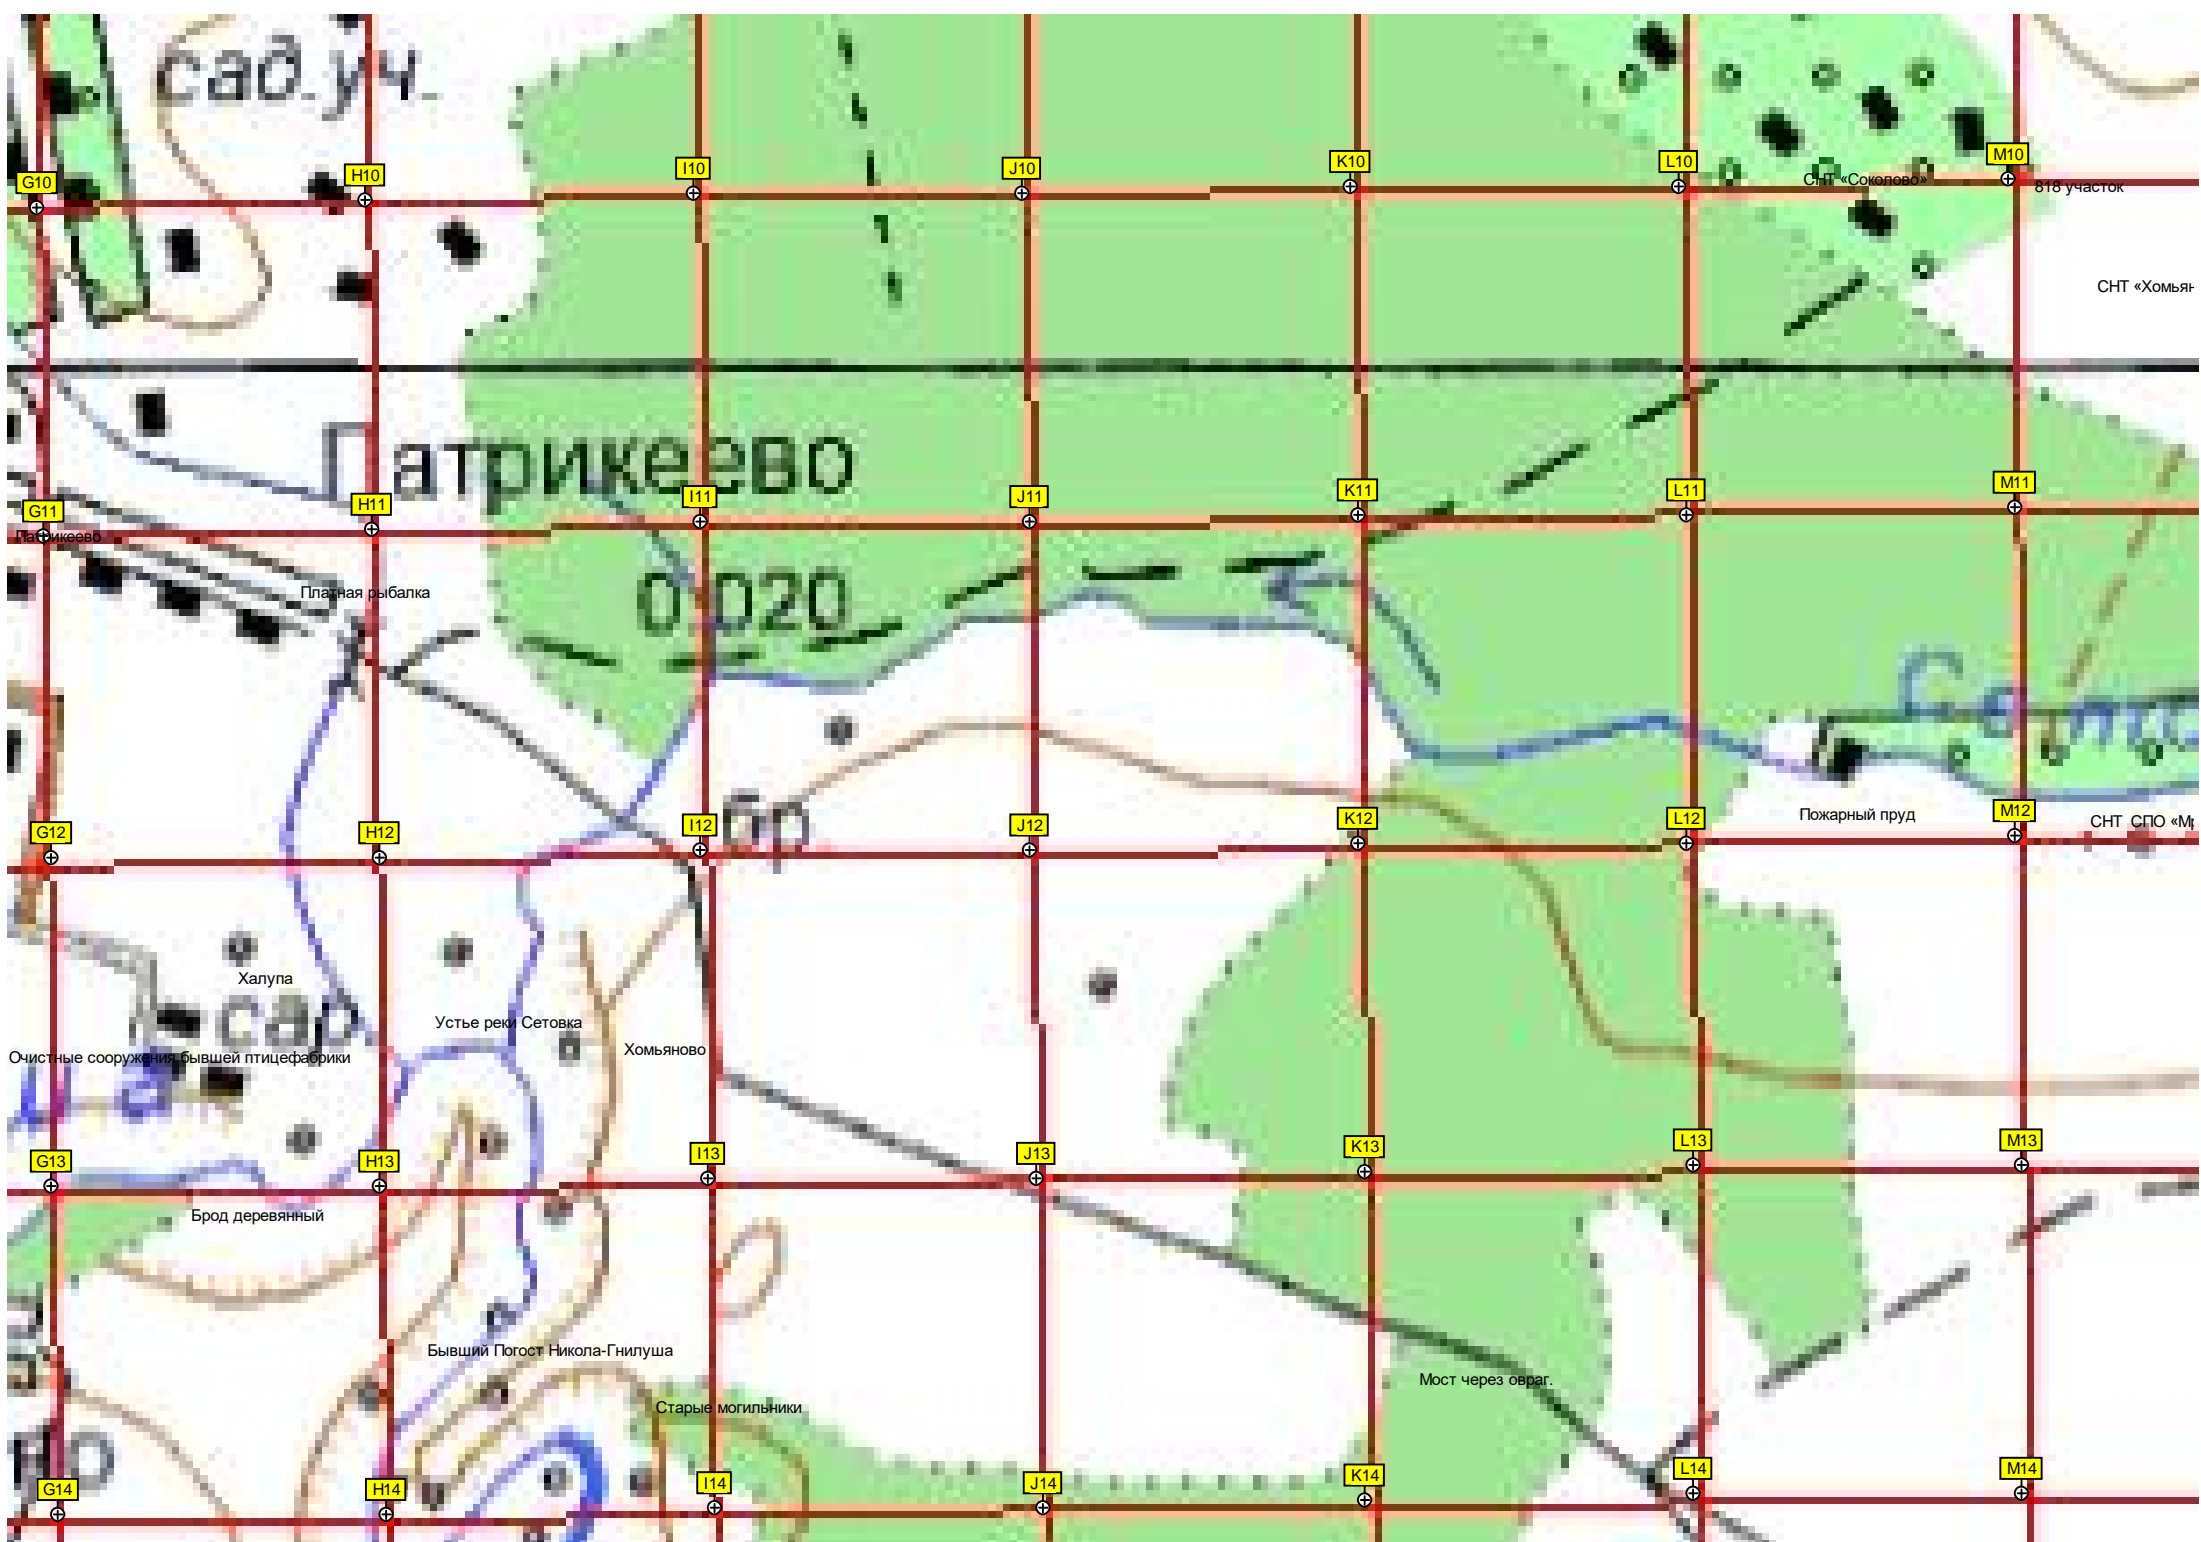 сад.уч.
G10
H10
I10
J10
K10
L10
M10
СНТ «Соколово»
818 участок
СНТ «Хомьян
Патрикеево
G11
H11
I11
J11
K11
L11
M11
Патрикеево
Платная рыбалка
0.020
G12
H12
I12
бр
J12
K12
L12
Пожарный пруд
M12
СНТ СПО «М
Халупа
сар.
Устье реки Сетовка
Хомьяново
Очистные сооружения бывшей птицефабрики
G13
H13
I13
J13
K13
L13
M13
Брод деревянный
Бывший Погост Никола-Гнилуша
Мост через овраг.
Старые могильники
G14
H14
I14
J14
K14
L14
M14